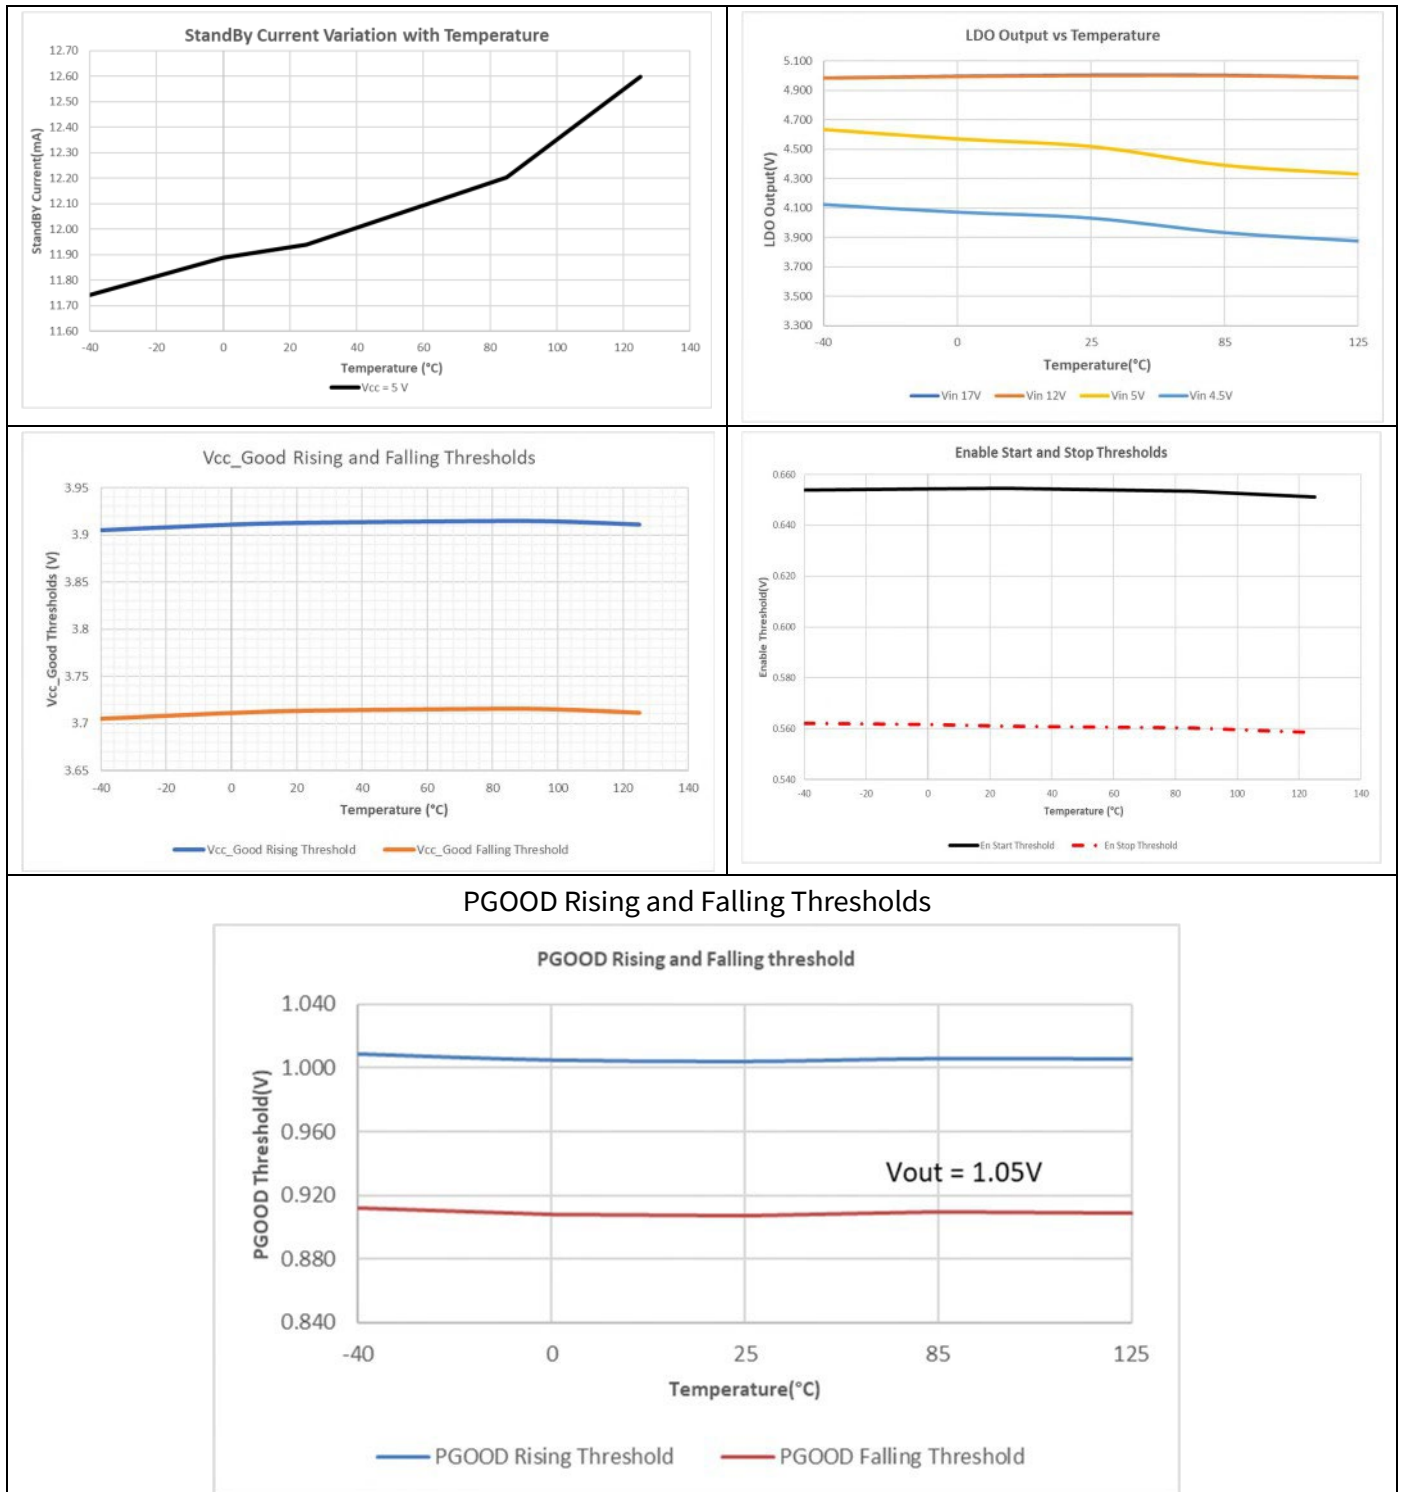 StandBy Current Variation with Temperature
12.70
12.60
12.50
12.40
12.30
12.20
12.10
12.00
11.90
11.80
11.70
11.60
StandBY Current(mA)
-40 -20 0 20 40 60 80 100 120 140
Temperature (°C)
Vcc = 5 V
LDO Output vs Temperature
5.100
4.900
4.700
4.500
4.300
4.100
3.900
3.700
3.500
3.300
LDO Output(V)
-40 0 25 85 125
Temperature(°C)
Vin 17V Vin 12V Vin 5V Vin 4.5V
Vcc_Good Rising and Falling Thresholds
3.95
3.9
3.85
3.8
3.75
3.7
3.65
Vcc_Good Thresholds (V)
-40 -20 0 20 40 60 80 100 120 140
Temperature (°C)
Vcc_Good Rising Threshold Vcc_Good Falling Threshold
Enable Start and Stop Thresholds
0.660
0.640
0.620
0.600
0.580
0.560
0.540
Enable Threshold(V)
-40 -20 0 20 40 60 80 100 120 140
Temperature (°C)
En Start Threshold En Stop Threshold
PGOOD Rising and Falling Thresholds
PGOOD Rising and Falling threshold
1.040
1.000
0.960
0.920
0.880
0.840
PGOOD Threshold(V)
Vout = 1.05V
-40 0 25 85 125
Temperature(°C)
PGOOD Rising Threshold PGOOD Falling Threshold